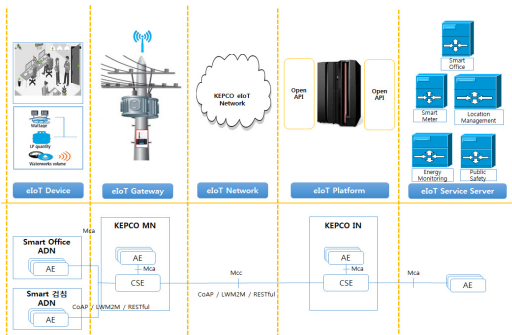 Smart
Office
KEPCO eIoT
Network
Open
API
Open
API
Smart
Meter
Location
Management
Wattage
LP quantity
Waterworks volume
Energy
Monitoring
Public
Safety
eIoT Device
eIoT Gateway
eIoT Network
eIoT Platform
eIoT Service Server
Mca
KEPCO MN
KEPCO IN
Smart Office
ADN
AE
AE
Mca
CSE
Mcc
CoAP / LWM2M / RESTful
AE
Mca
CSE
Mca
AE
Smart 검침
ADN
AE
CoAP / LWM2M / RESTful